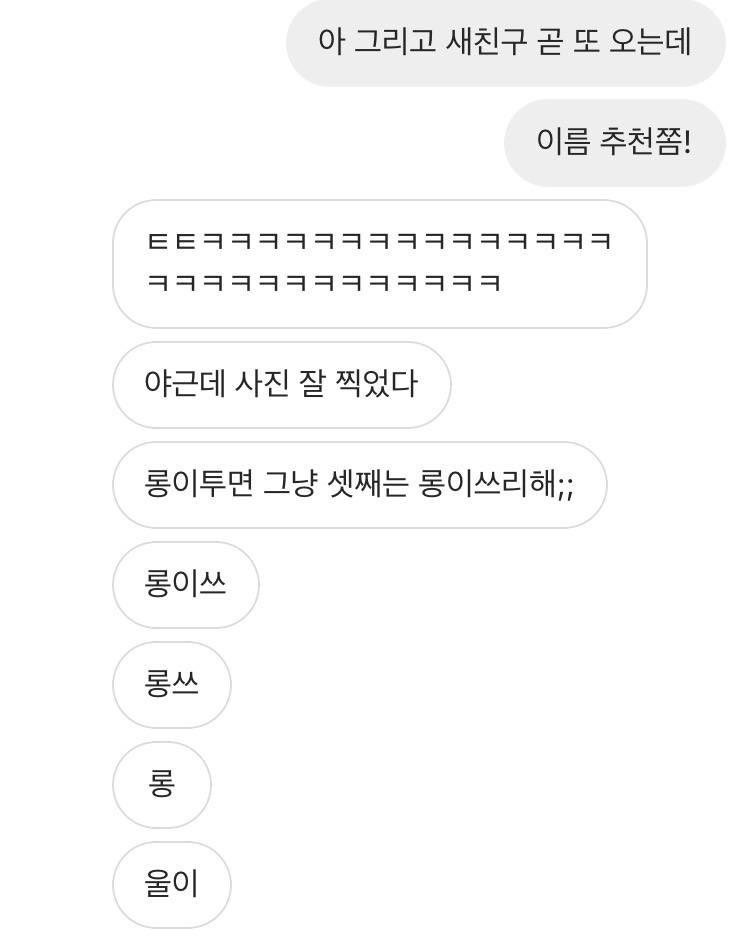 아 그리고 새친구 곧 또 오는데
이름 추천쫌!
ㅌㅌㅋㅋㅋㅋㅋㅋㅋㅋㅋㅋㅋㅋㅋㅋㅋ
ㅋㅋㅋㅋㅋㅋㅋㅋㅋㅋㅋㅋㅋ
야근데 사진 잘 찍었다
롱이투면 그냥 셋째는 롱이쓰리해;;
롱이쓰
롱쓰
롱
울이